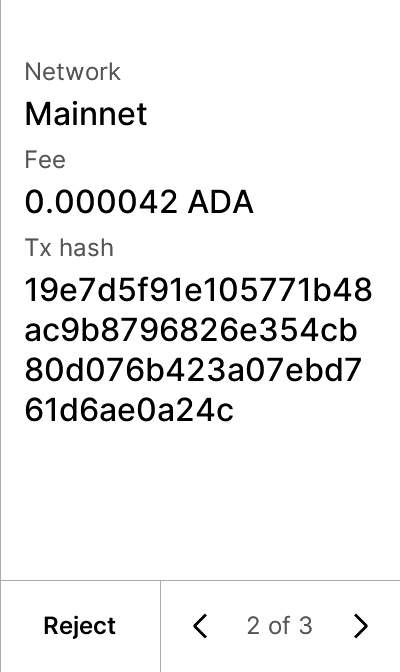 Network
Mainnet
Fee
0.000042 ADA
Tx hash
19e7d5f91e105771b48
ac9b8796826e354cb
80d076b423a07ebd7
61d6ae0a24c
Reject
2 of 3